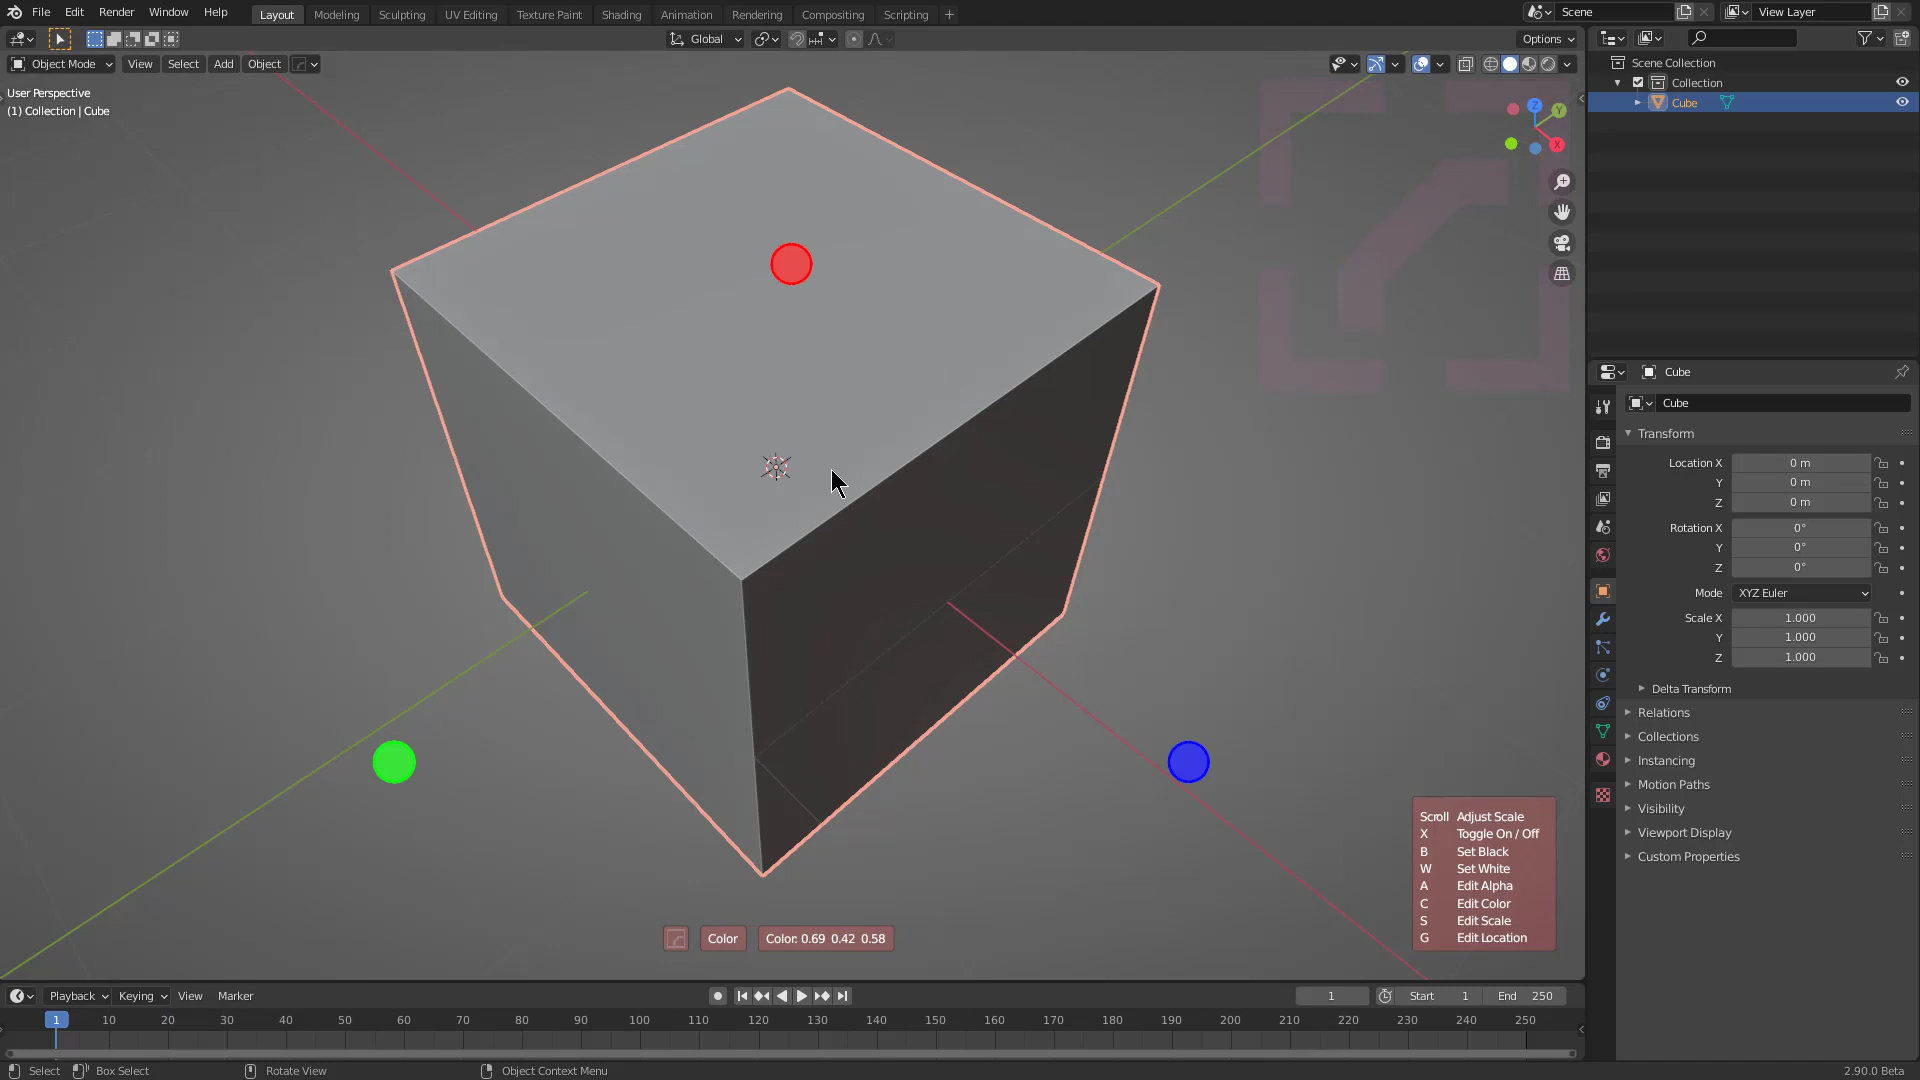 File Edit Render Window Help Layout Modeling Sculpting UV Editing Texture Paint Shading Animation Rendering Compositing Scripting + Scene View Layer
Global Options
Object Mode View Select Add Object
User Perspective
(1) Collection | Cube
Z Y X
Scene Collection
Collection
Cube
Cube
Cube
Transform
Location X 0 m
Y 0 m
Z 0 m
Rotation X 0°
Y 0°
Z 0°
Mode XYZ Euler
Scale X 1.000
Y 1.000
Z 1.000
Delta Transform
Relations
Collections
Instancing
Motion Paths
Visibility
Viewport Display
Custom Properties
Scroll Adjust Scale
X Toggle On / Off
B Set Black
W Set White
A Edit Alpha
C Edit Color
S Edit Scale
G Edit Location
Color Color: 0.69 0.42 0.58
Playback Keying View Marker 1 Start 1 End 250
1 10 20 30 40 50 60 70 80 90 100 110 120 130 140 150 160 170 180 190 200 210 220 230 240 250
Select Box Select Rotate View Object Context Menu 2.90.0 Beta